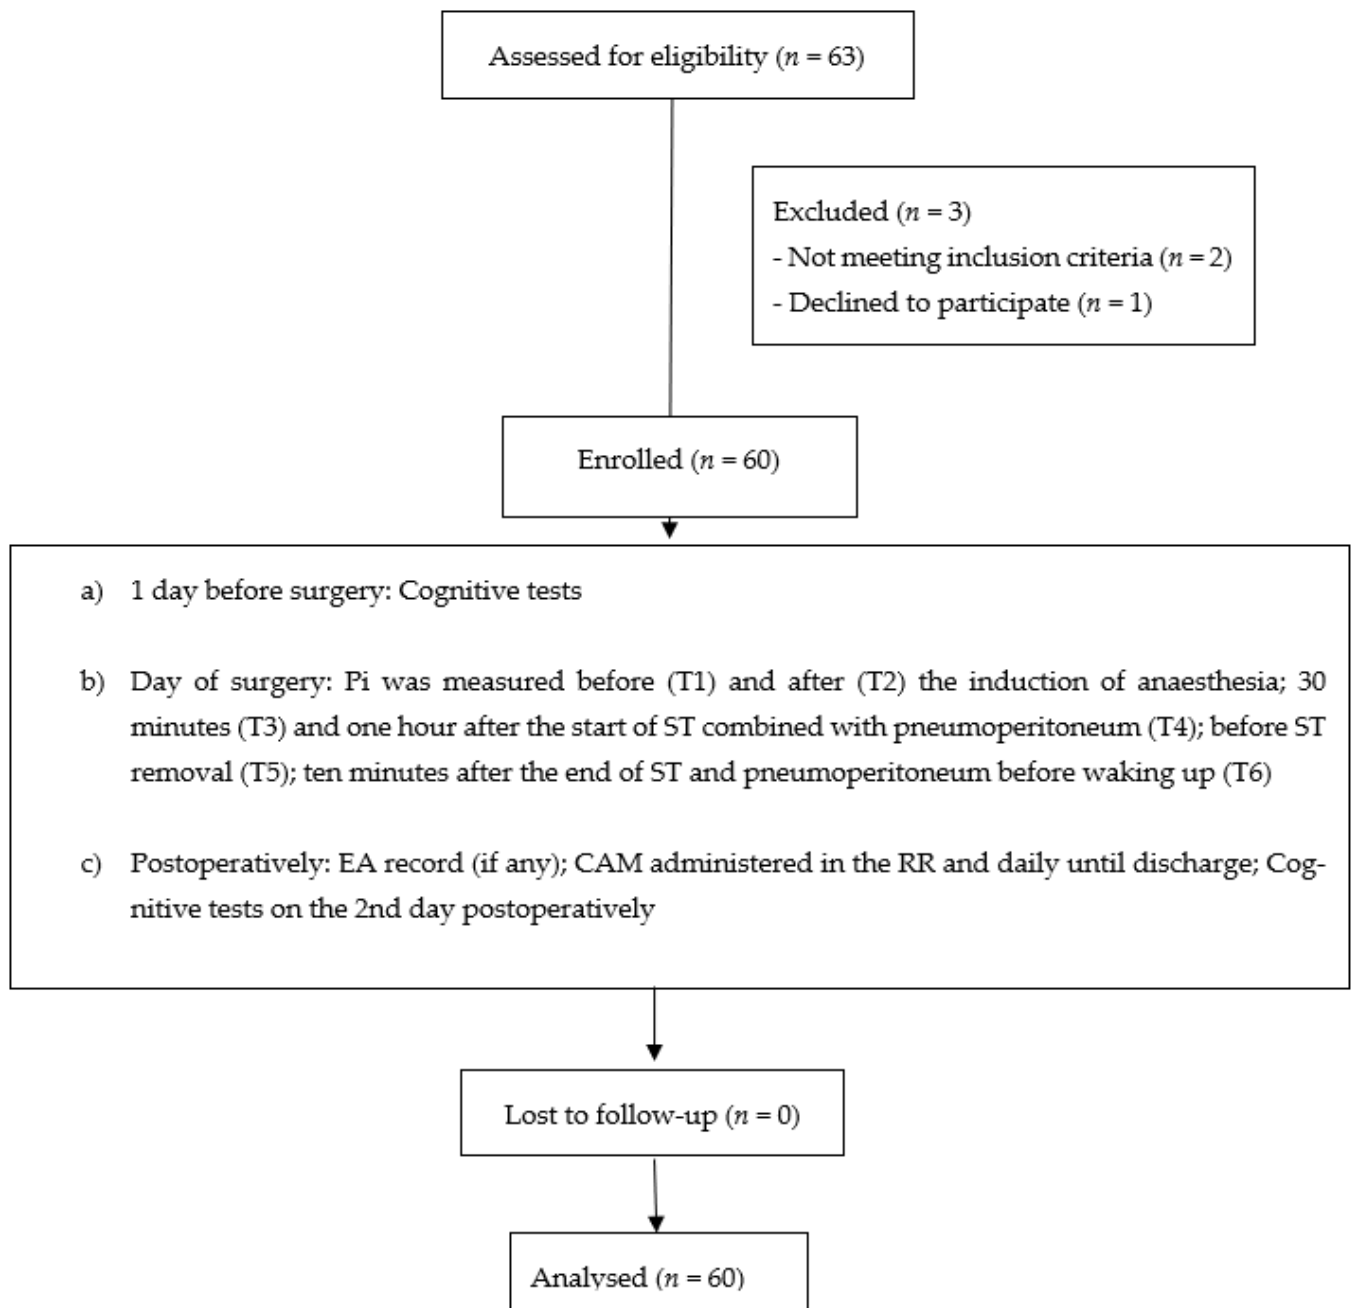 Assessed for eligibility (n = 63)
Excluded (n = 3)
- Not meeting inclusion criteria (n = 2)
- Declined to participate (n = 1)
Enrolled (n = 60)
a) 1 day before surgery: Cognitive tests
b) Day of surgery: Pi was measured before (T1) and after (T2) the induction of anaesthesia; 30
minutes (T3) and one hour after the start of ST combined with pneumoperitoneum (T4); before ST
removal (T5); ten minutes after the end of ST and pneumoperitoneum before waking up (T6)
c) Postoperatively: EA record (if any); CAM administered in the RR and daily until discharge; Cog-
nitive tests on the 2nd day postoperatively
Lost to follow-up (n = 0)
Analysed (n = 60)